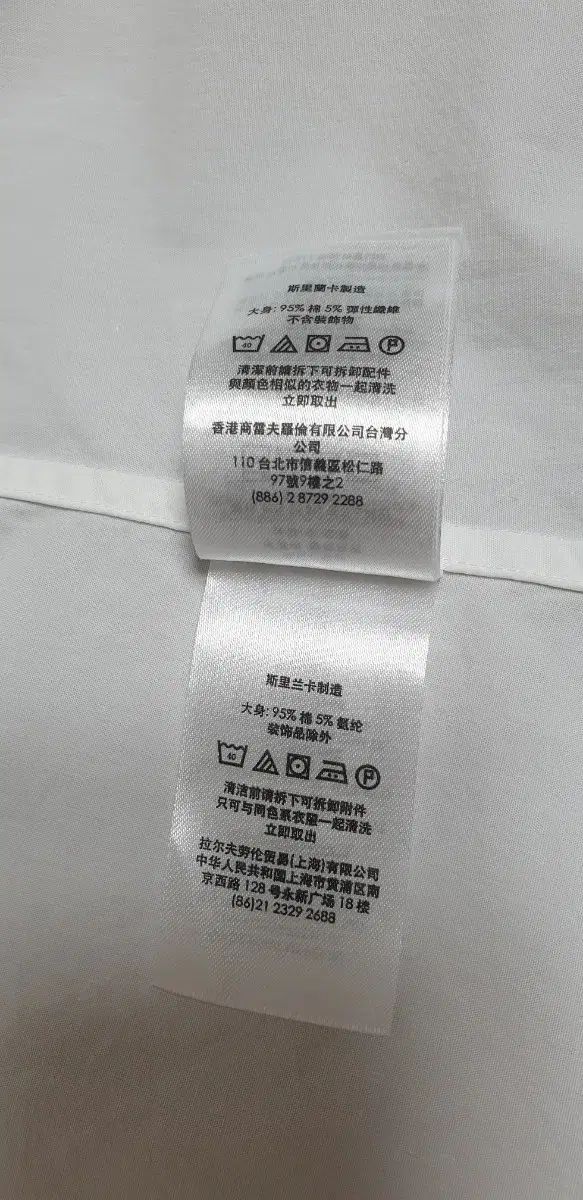 斯里蘭卡製造
大身: 95% 棉 5% 彈性纖維
不含裝飾物
40
P
清潔前請拆下可拆卸配件
與顏色相似的衣物一起清洗
立即取出
香港商雷夫羅倫有限公司台灣分
公司
110 台北市信義區松仁路
97號9樓之2
(886) 2 8729 2288
斯里兰卡制造
大身: 95% 棉 5% 氨纶
装饰品除外
40
P
清洁前请拆下可拆卸附件
只可与同色系衣服一起清洗
立即取出
拉尔夫劳伦贸易(上海)有限公司
中华人民共和国上海市黄浦区南
京西路 128 号永新广场 18 楼
(86)21 2329 2688